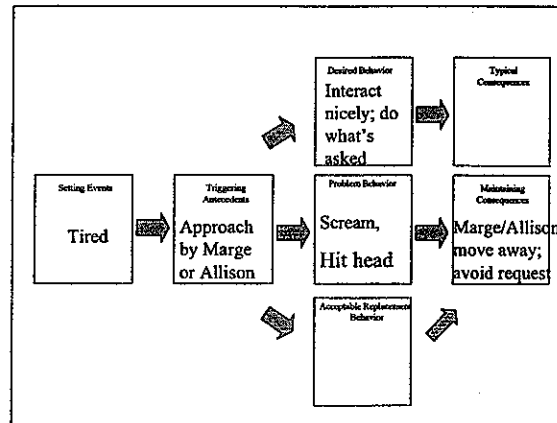 Desired Behavior
Interact
nicely; do
what's
asked
Typical
Consequences
Setting Events
Tired
Triggering
Antecedents
Approach
by Marge
or Allison
Problem Behavior
Scream,
Hit head
Maintaining
Consequences
Marge/Allison
move away;
avoid request
Acceptable Replacement
Behavior